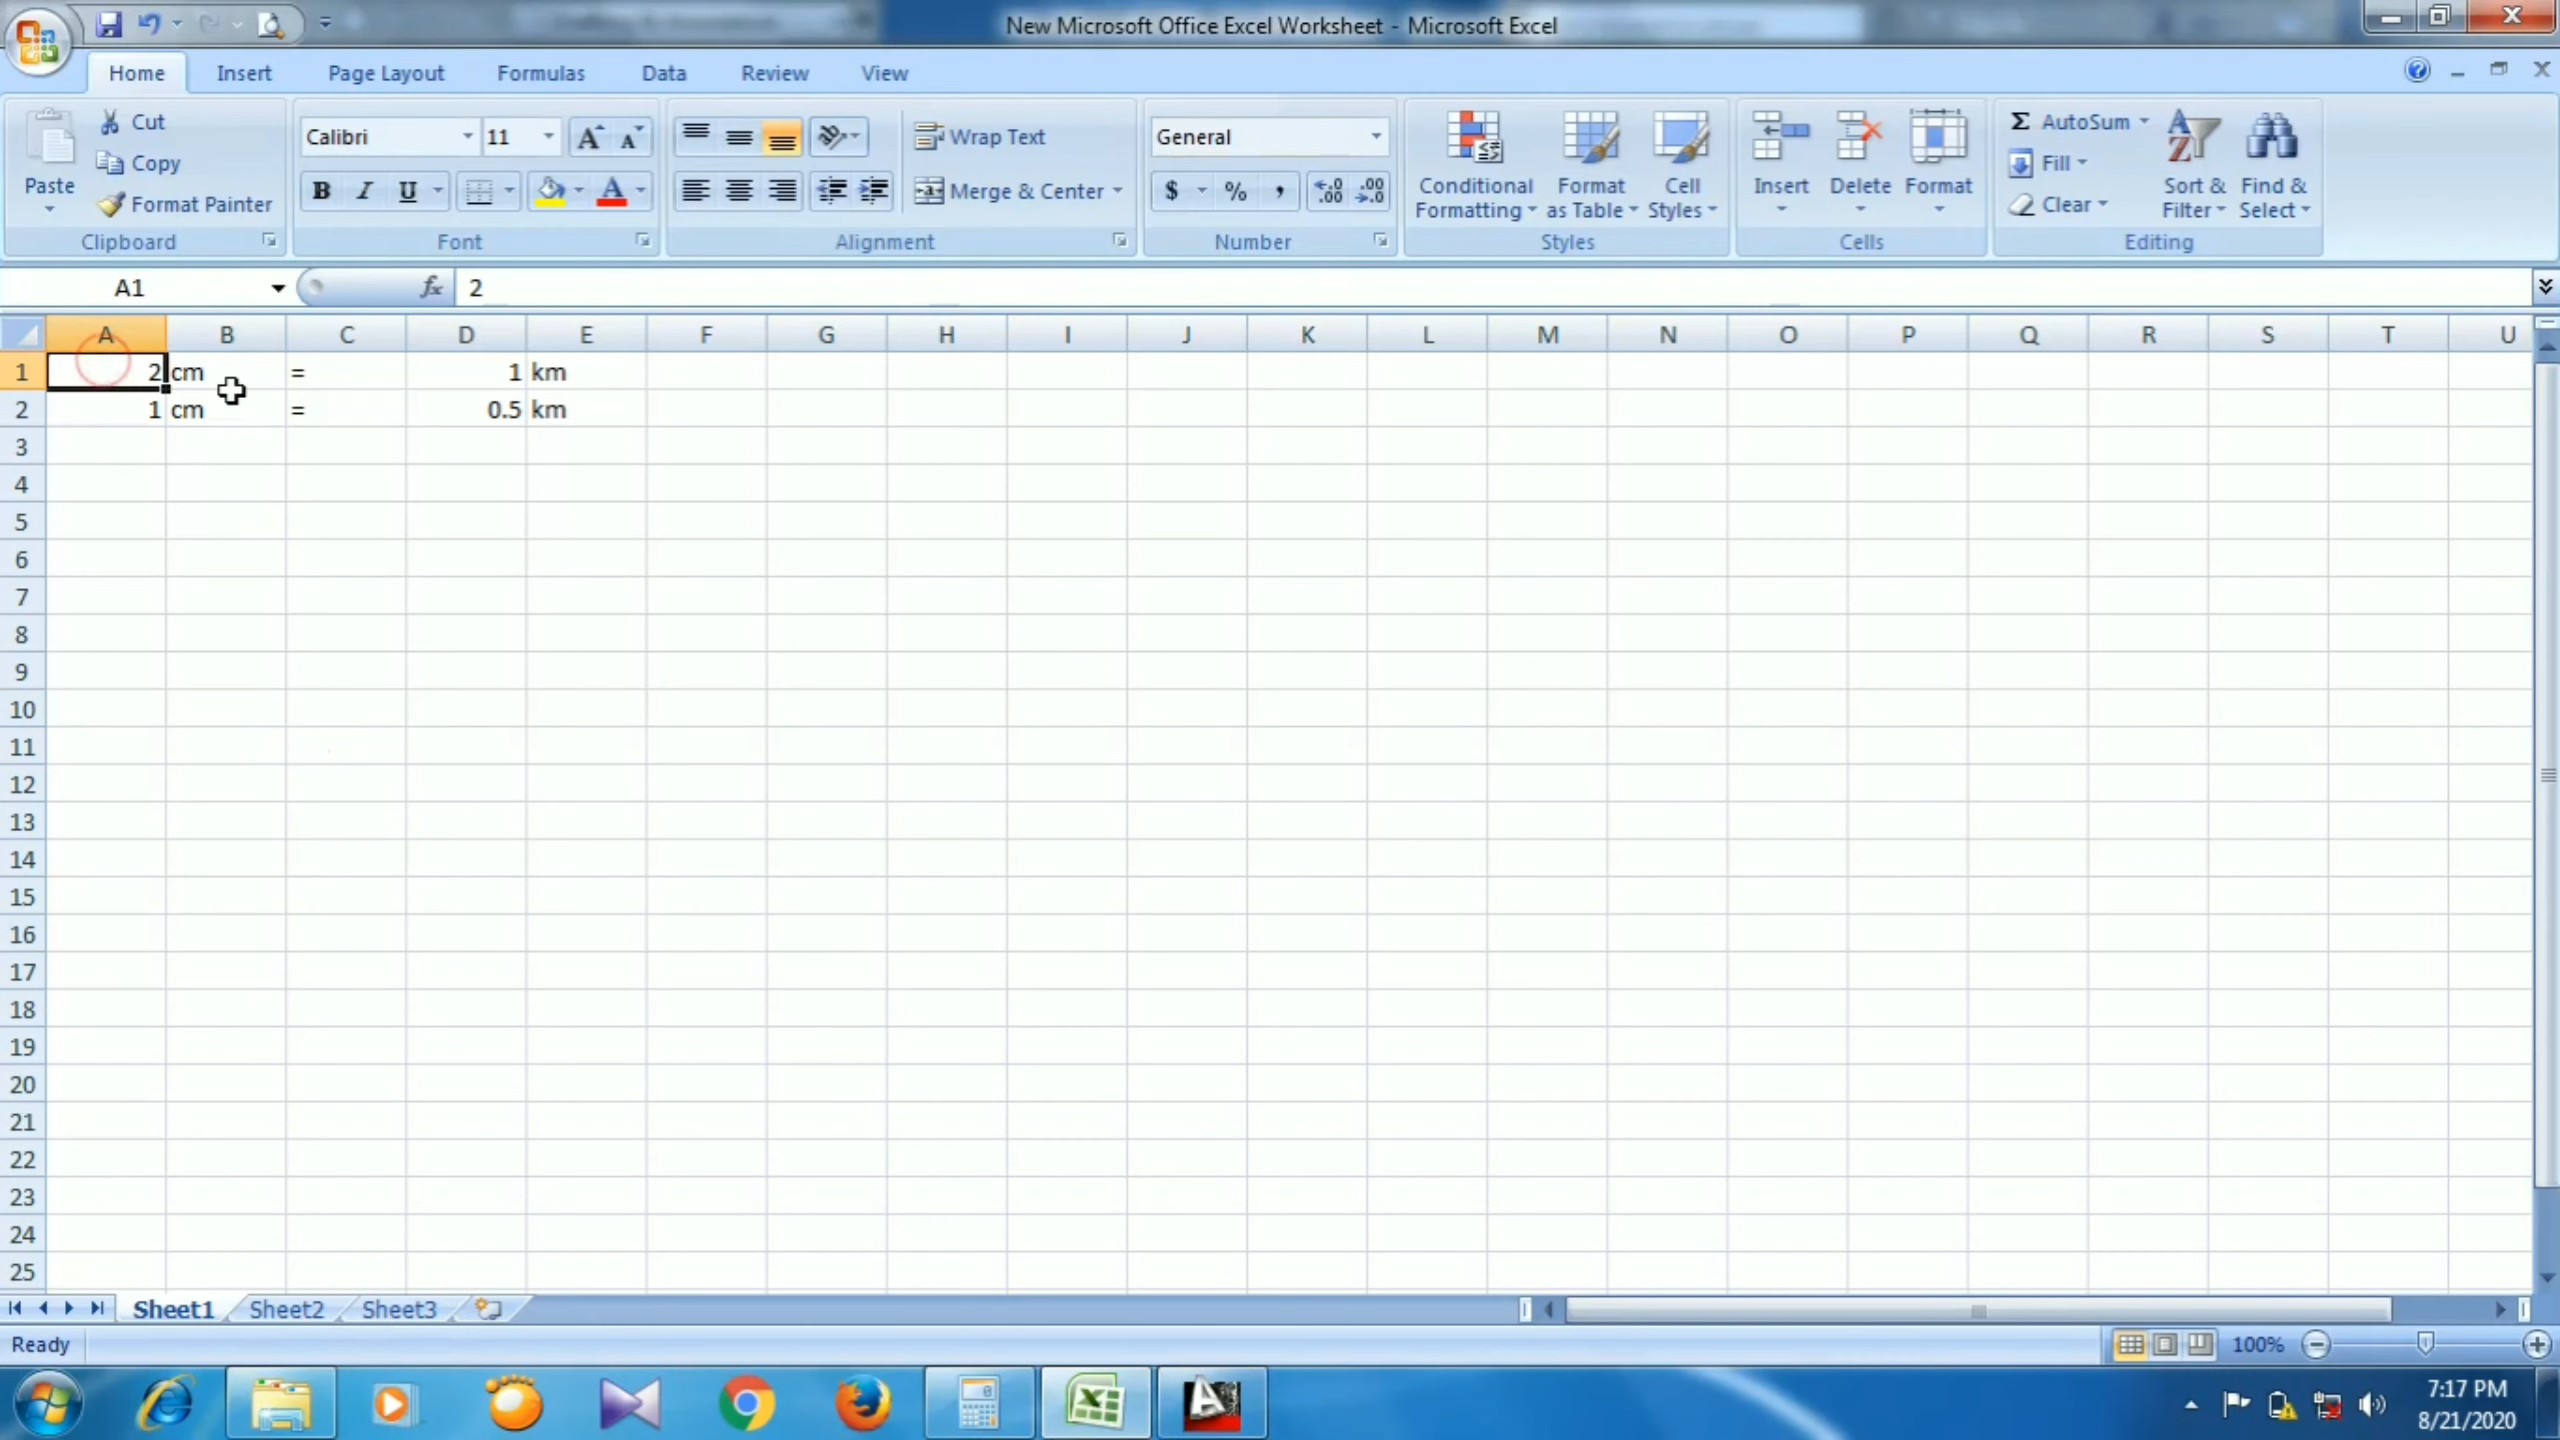 New Microsoft Office Excel Worksheet - Microsoft Excel
Home Insert Page Layout Formulas Data Review View
Paste Cut Copy Format Painter Clipboard
Calibri 11 A A B I U A Font
Wrap Text Merge & Center Alignment
General $ % , .0 .00 .00 .0 Number
Conditional Formatting Format as Table Cell Styles Styles
Insert Delete Format Cells
Σ AutoSum Fill Clear Sort & Filter Find & Select Editing
A1 fx 2
A B C D E F G H I J K L M N O P Q R S T U
1 2 cm = 1 km
2 1 cm = 0.5 km
3
4
5
6
7
8
9
10
11
12
13
14
15
16
17
18
19
20
21
22
23
24
25
Sheet1 Sheet2 Sheet3
Ready 100%
7:17 PM
8/21/2020